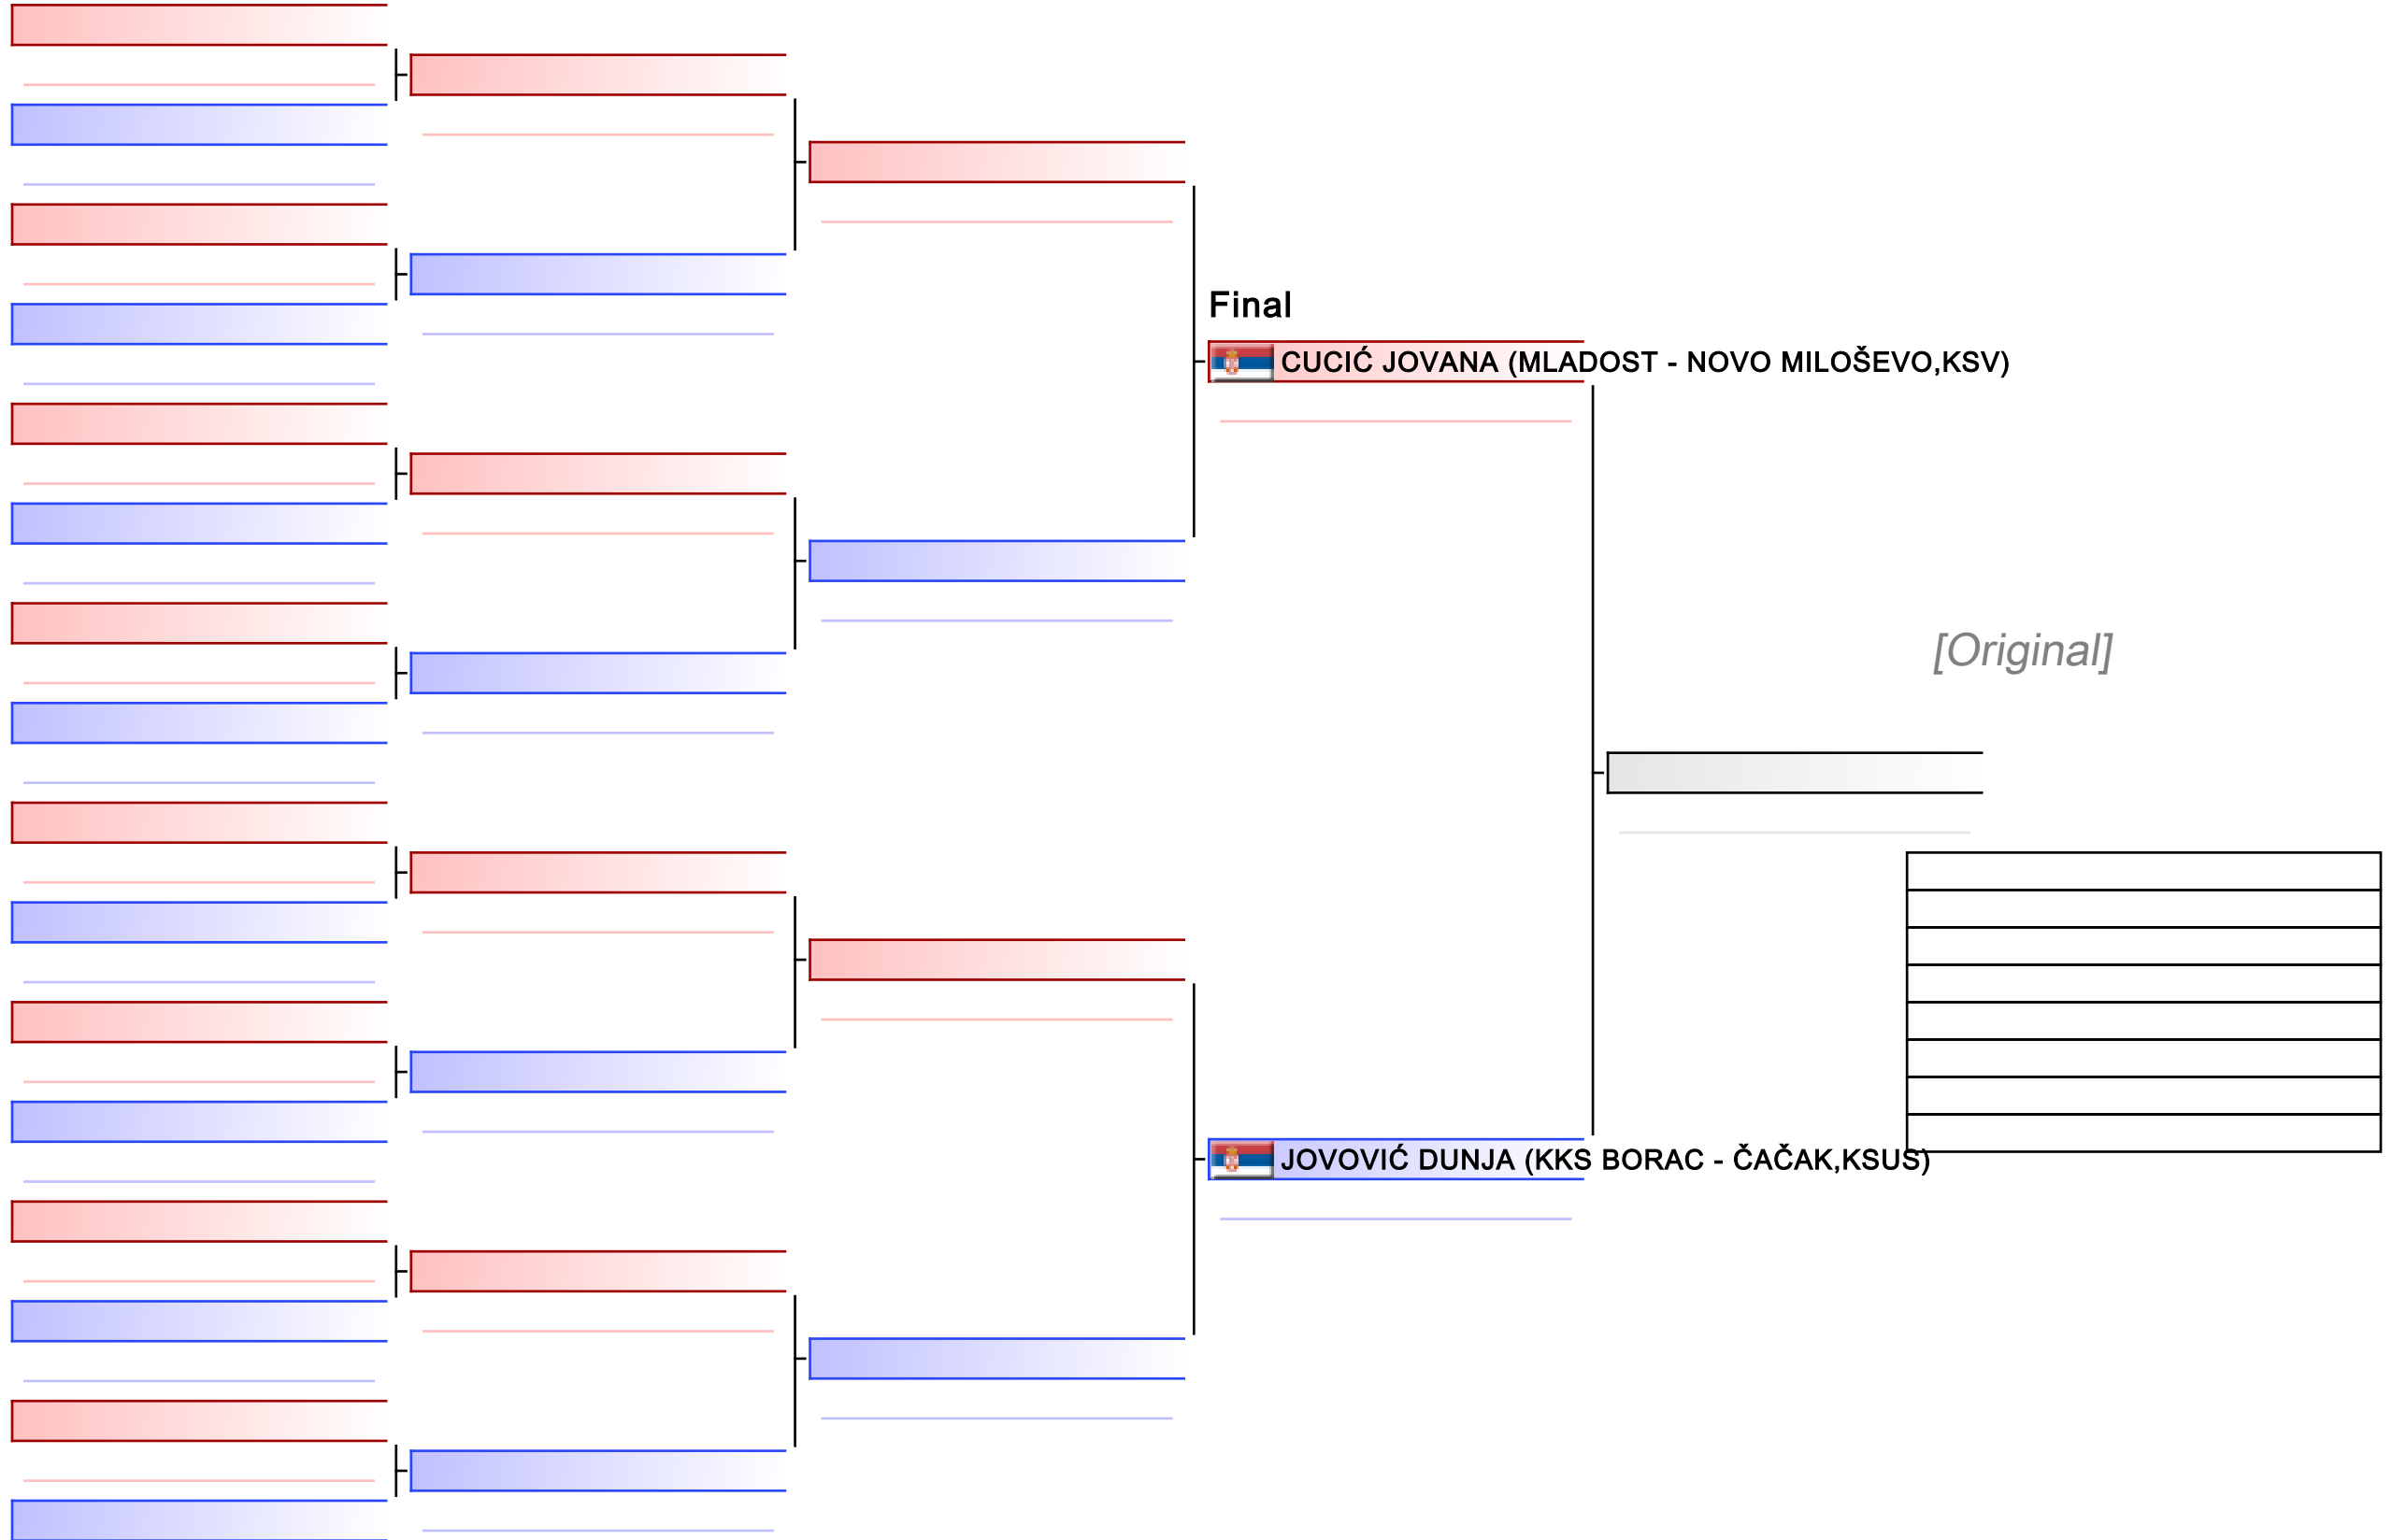 Final
CUCIĆ JOVANA (MLADOST - NOVO MILOŠEVO,KSV)
[Original]
JOVOVIĆ DUNJA (KKS BORAC - ČAČAK,KSUS)